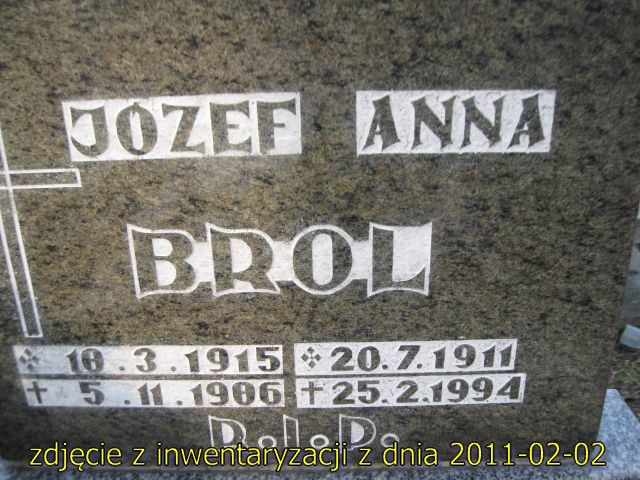 JOZEF ANNA
BROL
✣ 18.3.1915 ✣ 20.7.1911
+ 5.11.1986 + 25.2.1994
zdjęcie z inwentaryzacji z dnia 2011-02-02